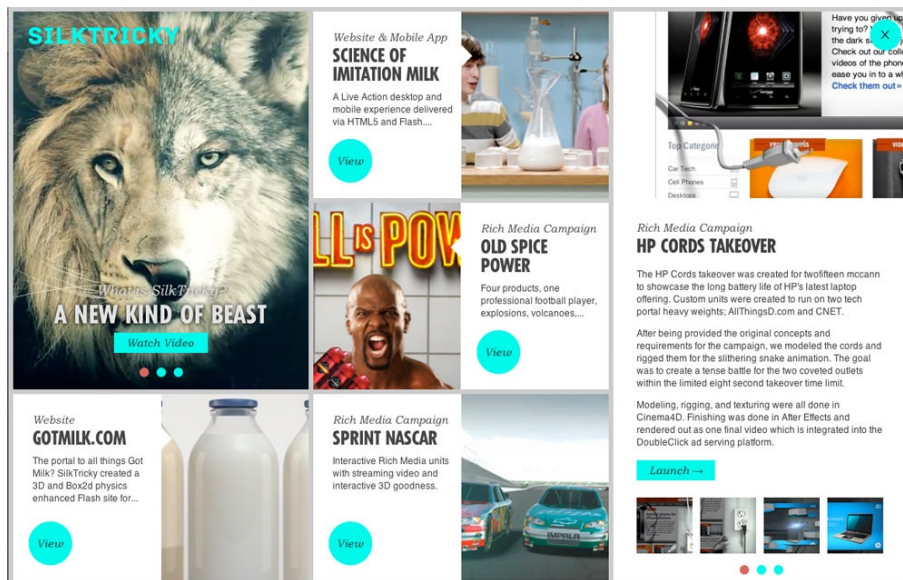 SILKTRICKY
What is SilkTricky?
A NEW KIND OF BEAST
Watch Video
Website & Mobile App
SCIENCE OF
IMITATION MILK
A Live Action desktop and
mobile experience delivered
via HTML5 and Flash....
View
LL IS POW
Rich Media Campaign
OLD SPICE
POWER
Four products, one
professional football player,
explosions, volcanoes,...
View
Website
GOTMILK.COM
The portal to all things Got
Milk? SilkTricky created a
3D and Box2d physics
enhanced Flash site for...
View
Rich Media Campaign
SPRINT NASCAR
Interactive Rich Media units
with streaming video and
interactive 3D goodness.
View
IMPALA
Have you given up
trying to?
the dark s
Check out our coll
videos of the phone
ease you in to a wh
Check them out »
X
Top Categorie
Car Tech
Cell Phones
Desktops
Rich Media Campaign
HP CORDS TAKEOVER
The HP Cords takeover was created for twofifteen mccann
to showcase the long battery life of HP's latest laptop
offering. Custom units were created to run on two tech
portal heavy weights; AllThingsD.com and CNET.
After being provided the original concepts and
requirements for the campaign, we modeled the cords and
rigged them for the slithering snake animation. The goal
was to create a tense battle for the two coveted outlets
within the limited eight second takeover time limit.
Modeling, rigging, and texturing were all done in
Cinema4D. Finishing was done in After Effects and
rendered out as one final video which is integrated into the
DoubleClick ad serving platform.
Launch →